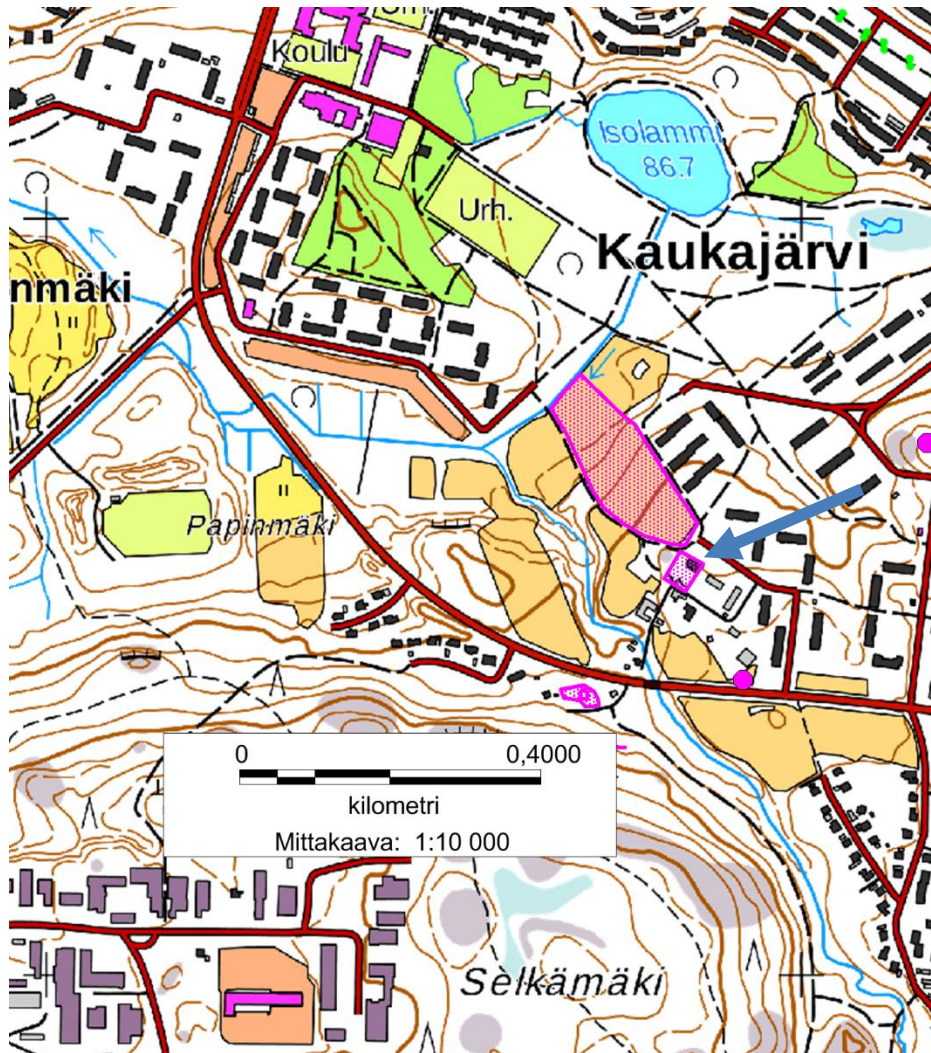 Koulu
Isolammi
86.7
Urh.
Kaukajärvi
nmäki
Papinmäki
0 0,4000
kilometri
Mittakaava: 1:10 000
Selkämäki